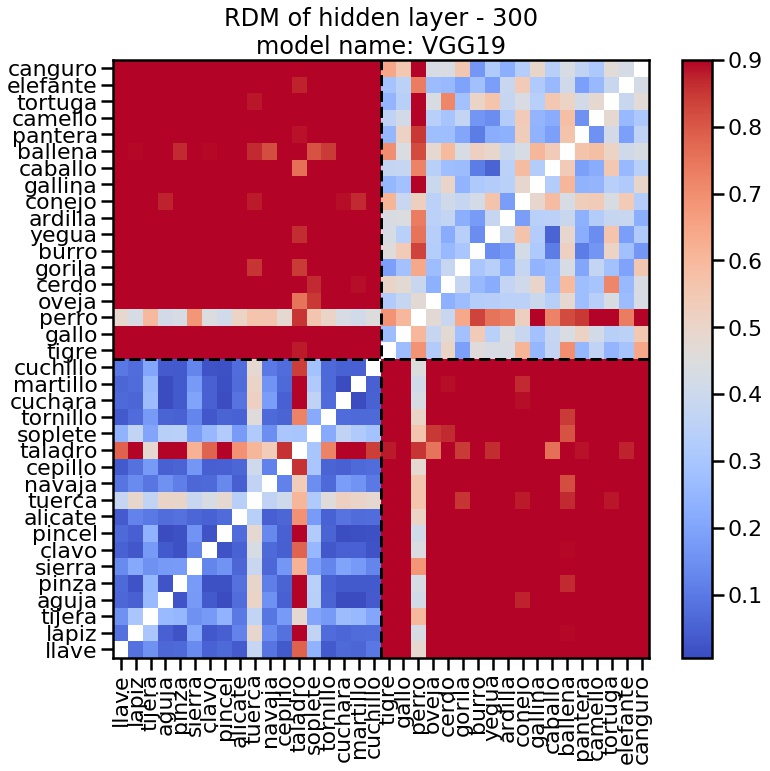 RDM of hidden layer - 300
model name: VGG19
canguro
elefante
tortuga
camello
pantera
ballena
caballo
gallina
conejo
ardilla
yegua
burro
gorila
cerdo
oveja
perro
gallo
tigre
cuchillo
martillo
cuchara
tornillo
soplete
taladro
cepillo
navaja
tuerca
alicate
pincel
clavo
sierra
pinza
aguja
tijera
lapiz
llave
0.9
0.8
0.7
0.6
0.5
0.4
0.3
0.2
0.1
llave
lapiz
tijera
aguja
pinza
sierra
clavo
pincel
alicate
tuerca
navaja
cepillo
taladro
soplete
tornillo
cuchara
martillo
cuchillo
tigre
gallo
perro
oveja
cerdo
gorila
burro
yegua
ardilla
conejo
gallina
caballo
ballena
pantera
camello
tortuga
elefante
canguro